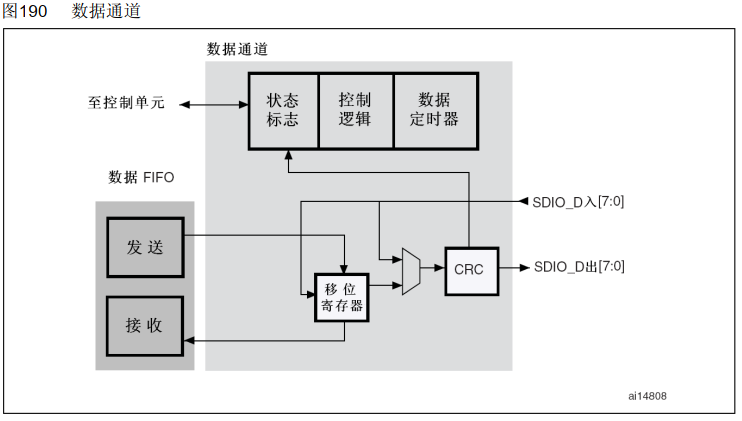 图190 数据通道
数据通道
至控制单元
状态
标志
控制
逻辑
数据
定时器
数据 FIFO
发送
接收
移位
寄存器
CRC
SDIO_D入[7:0]
SDIO_D出[7:0]
ai14808